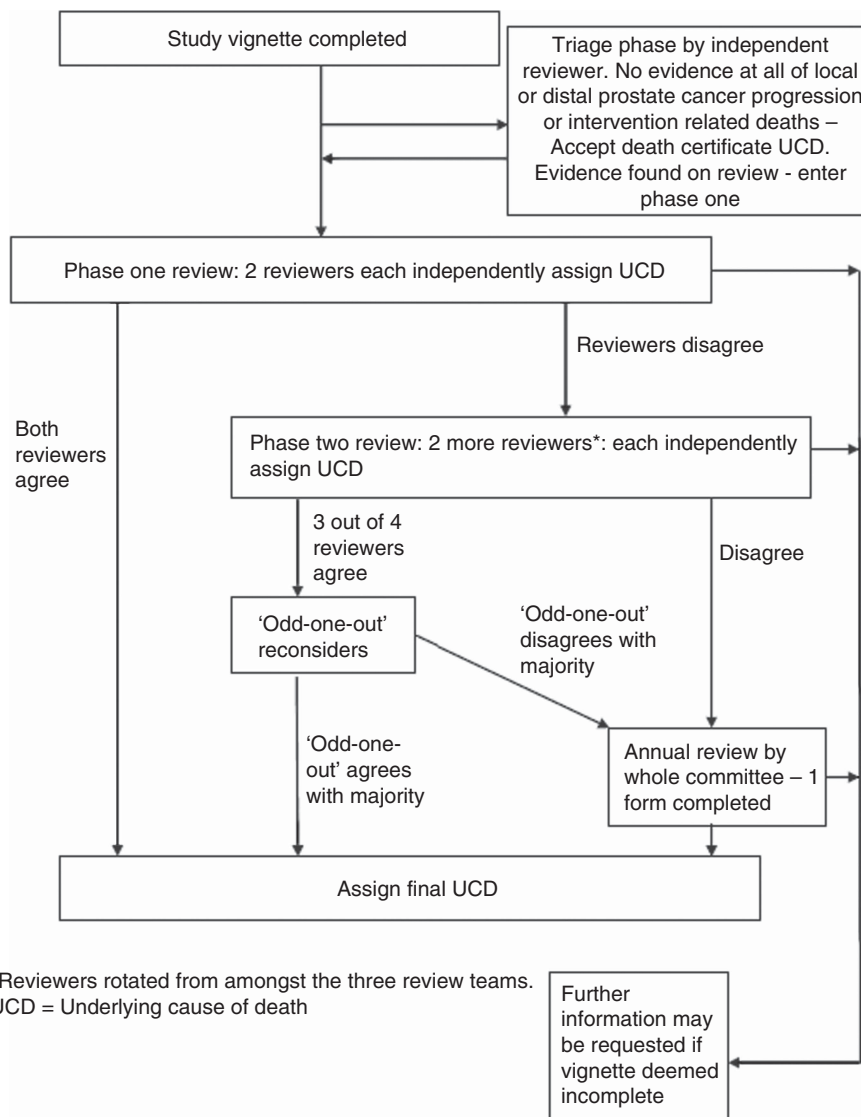 Study vignette completed
Triage phase by independent
reviewer. No evidence at all of local
or distal prostate cancer progression
or intervention related deaths –
Accept death certificate UCD.
Evidence found on review - enter
phase one
Phase one review: 2 reviewers each independently assign UCD
Reviewers disagree
Both
reviewers
agree
Phase two review: 2 more reviewers*: each independently
assign UCD
3 out of 4
reviewers
agree
Disagree
‘Odd-one-out’
reconsiders
‘Odd-one-out’
disagrees with
majority
‘Odd-one-
out’ agrees
with majority
Annual review by
whole committee – 1
form completed
Assign final UCD
Reviewers rotated from amongst the three review teams.
UCD = Underlying cause of death
Further
information may
be requested if
vignette deemed
incomplete